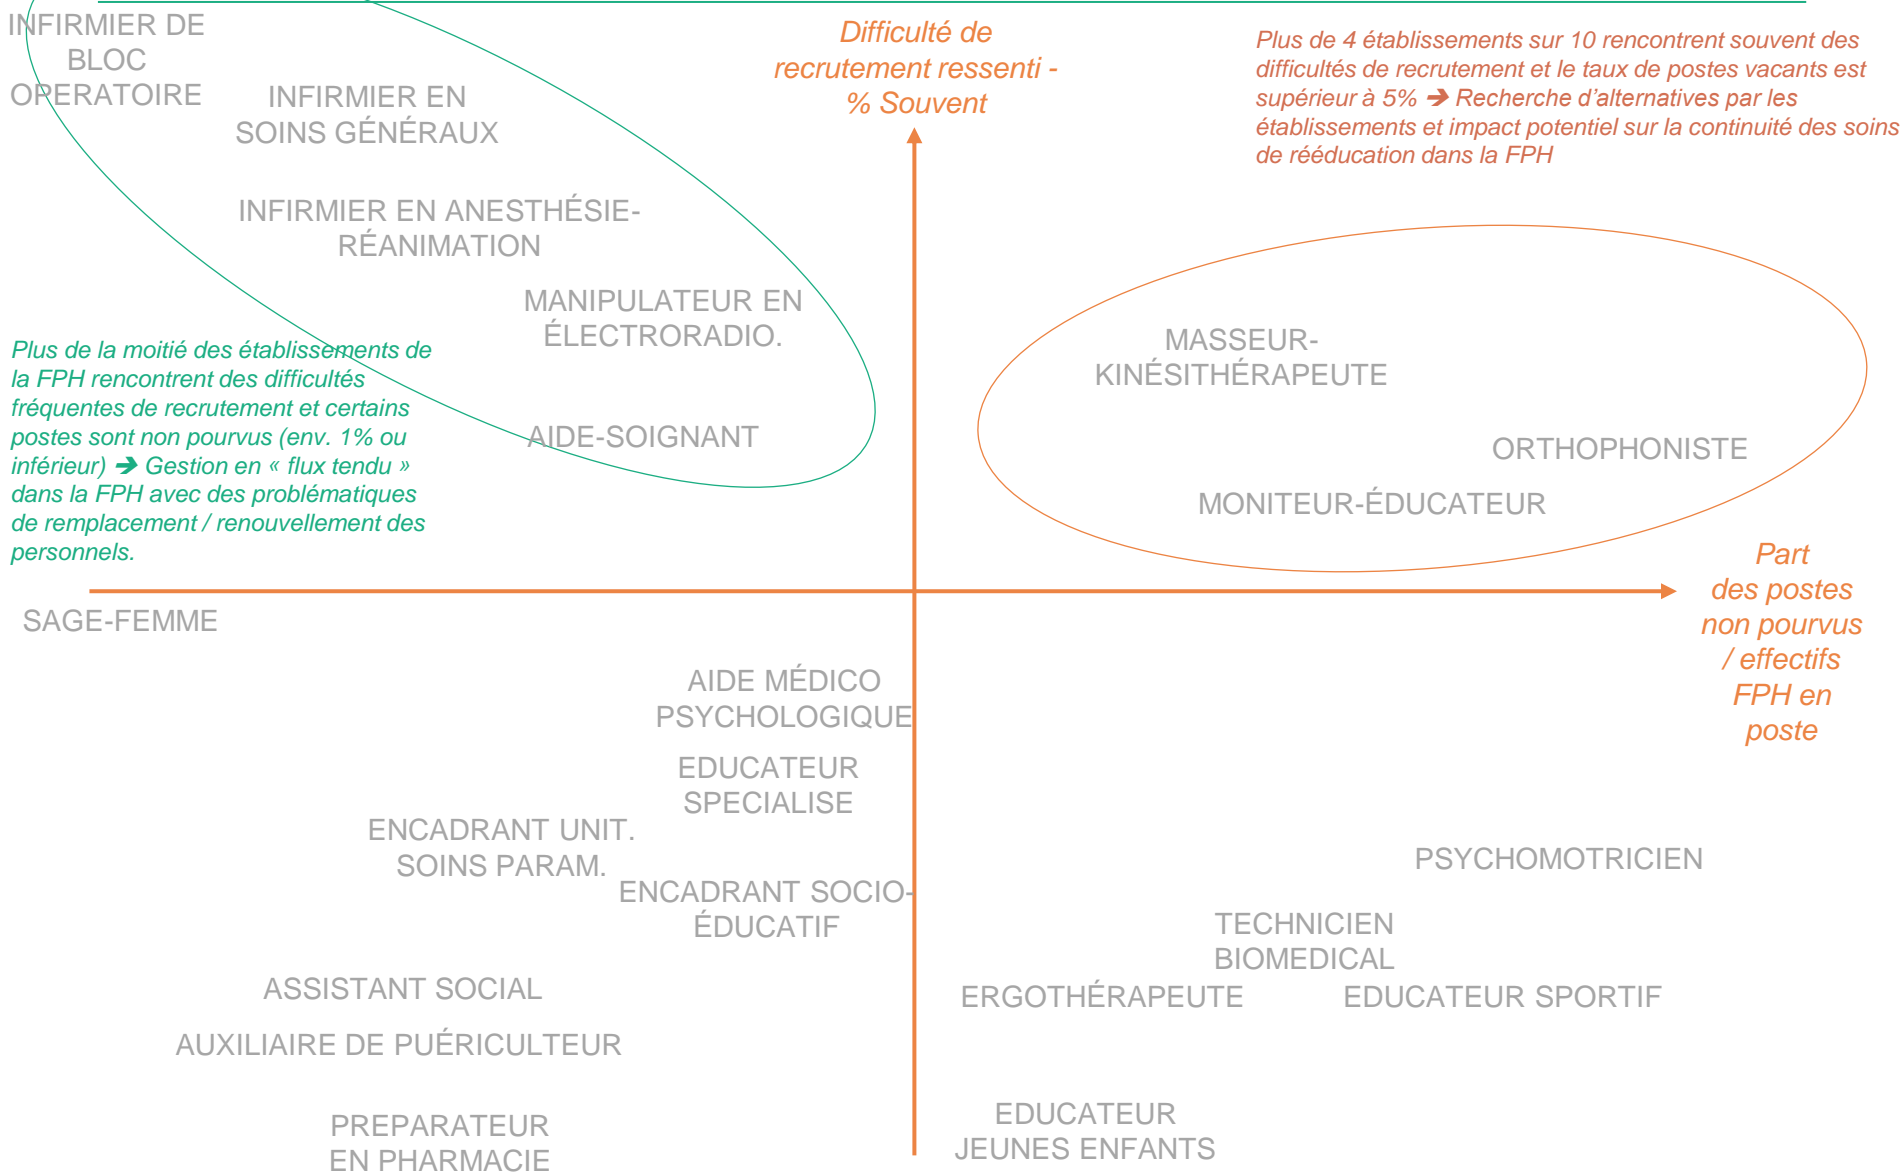 INFIRMIER DE
BLOC
OPERATOIRE
INFIRMIER EN
SOINS GÉNÉRAUX
INFIRMIER EN ANESTHÉSIE-
RÉANIMATION
MANIPULATEUR EN
ÉLECTRORADIO.
AIDE-SOIGNANT
Plus de la moitié des établissements de
la FPH rencontrent des difficultés
fréquentes de recrutement et certains
postes sont non pourvus (env. 1% ou
inférieur) ➔ Gestion en « flux tendu »
dans la FPH avec des problématiques
de remplacement / renouvellement des
personnels.
Difficulté de
recrutement ressenti -
% Souvent
Plus de 4 établissements sur 10 rencontrent souvent des
difficultés de recrutement et le taux de postes vacants est
supérieur à 5% ➔ Recherche d’alternatives par les
établissements et impact potentiel sur la continuité des soins
de rééducation dans la FPH
MASSEUR-
KINÉSITHÉRAPEUTE
ORTHOPHONISTE
MONITEUR-ÉDUCATEUR
Part
des postes
non pourvus
/ effectifs
FPH en
poste
SAGE-FEMME
AIDE MÉDICO
PSYCHOLOGIQUE
EDUCATEUR
SPECIALISE
ENCADRANT UNIT.
SOINS PARAM.
ENCADRANT SOCIO-
ÉDUCATIF
ASSISTANT SOCIAL
AUXILIAIRE DE PUÉRICULTEUR
PREPARATEUR
EN PHARMACIE
PSYCHOMOTRICIEN
TECHNICIEN
BIOMEDICAL
ERGOTHÉRAPEUTE
EDUCATEUR SPORTIF
EDUCATEUR
JEUNES ENFANTS